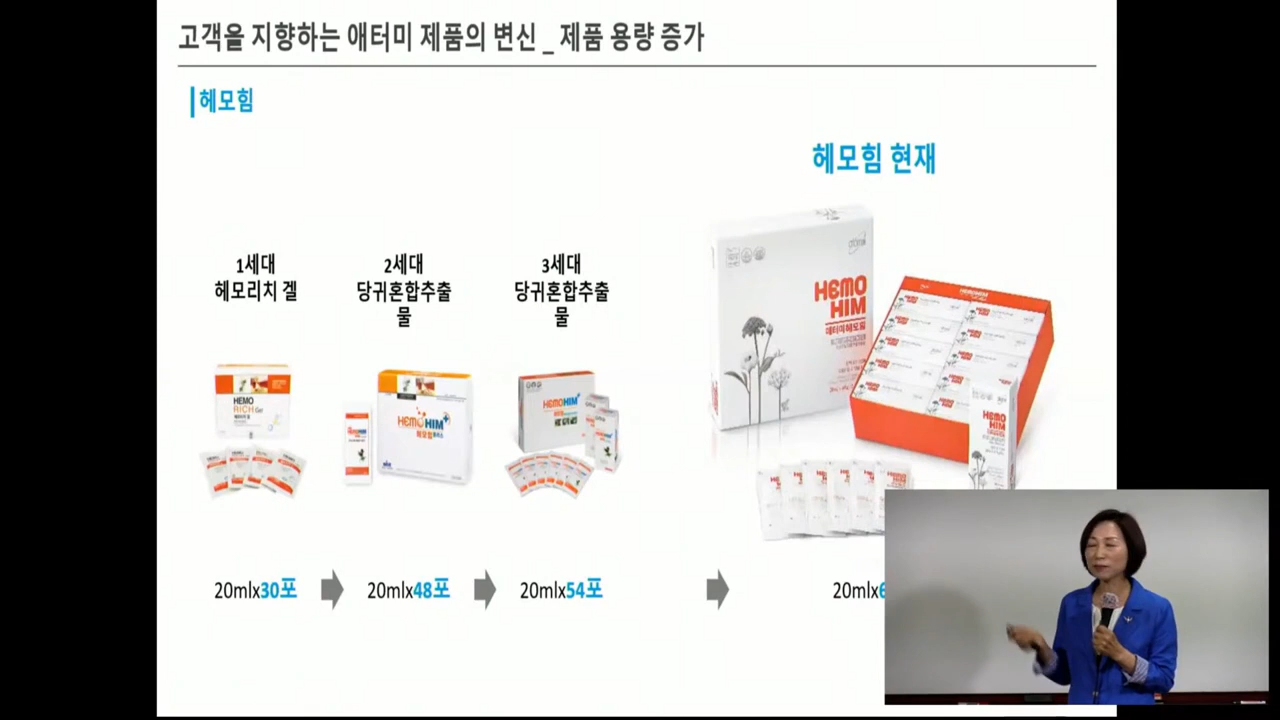 고객을 지향하는 애터미 제품의 변신 _ 제품 용량 증가
헤모힘
헤모힘 현재
1세대
헤모리치 겔
2세대
당귀혼합추출
물
3세대
당귀혼합추출
물
HEMO
RICH Gel
HEMOHIM
HEMOHIM
HEMO
HIM
애터미헤모힘
HEMOHIM
HEMO
HIM
20mlx30포
20mlx48포
20mlx54포
20mlx6